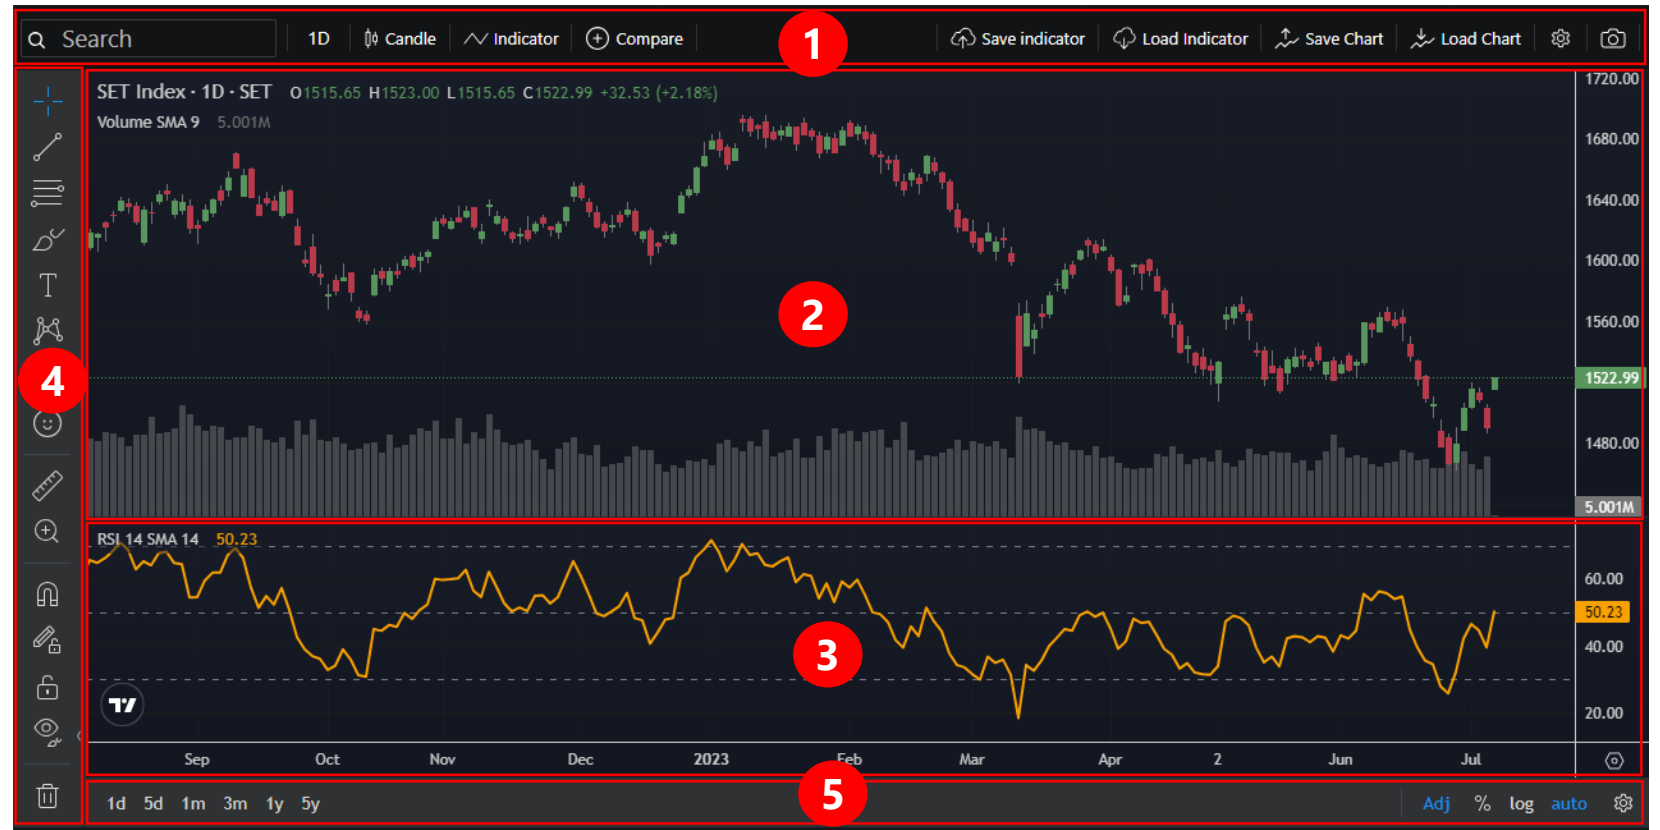 Search 1D Candle Indicator Compare 1 Save indicator Load Indicator Save Chart Load Chart
SET Index · 1D · SET O1515.65 H1523.00 L1515.65 C1522.99 +32.53 (+2.18%)
Volume SMA 9 5.001M
1720.00
1680.00
1640.00
1600.00
2
1560.00
4
1522.99
1480.00
5.001M
T
RSI 14 SMA 14 50.23
60.00
50.23
3
40.00
20.00
Sep Oct Nov Dec 2023 Feb Mar Apr 2 Jun Jul
1d 5d 1m 3m 1y 5y 5 Adj % log auto